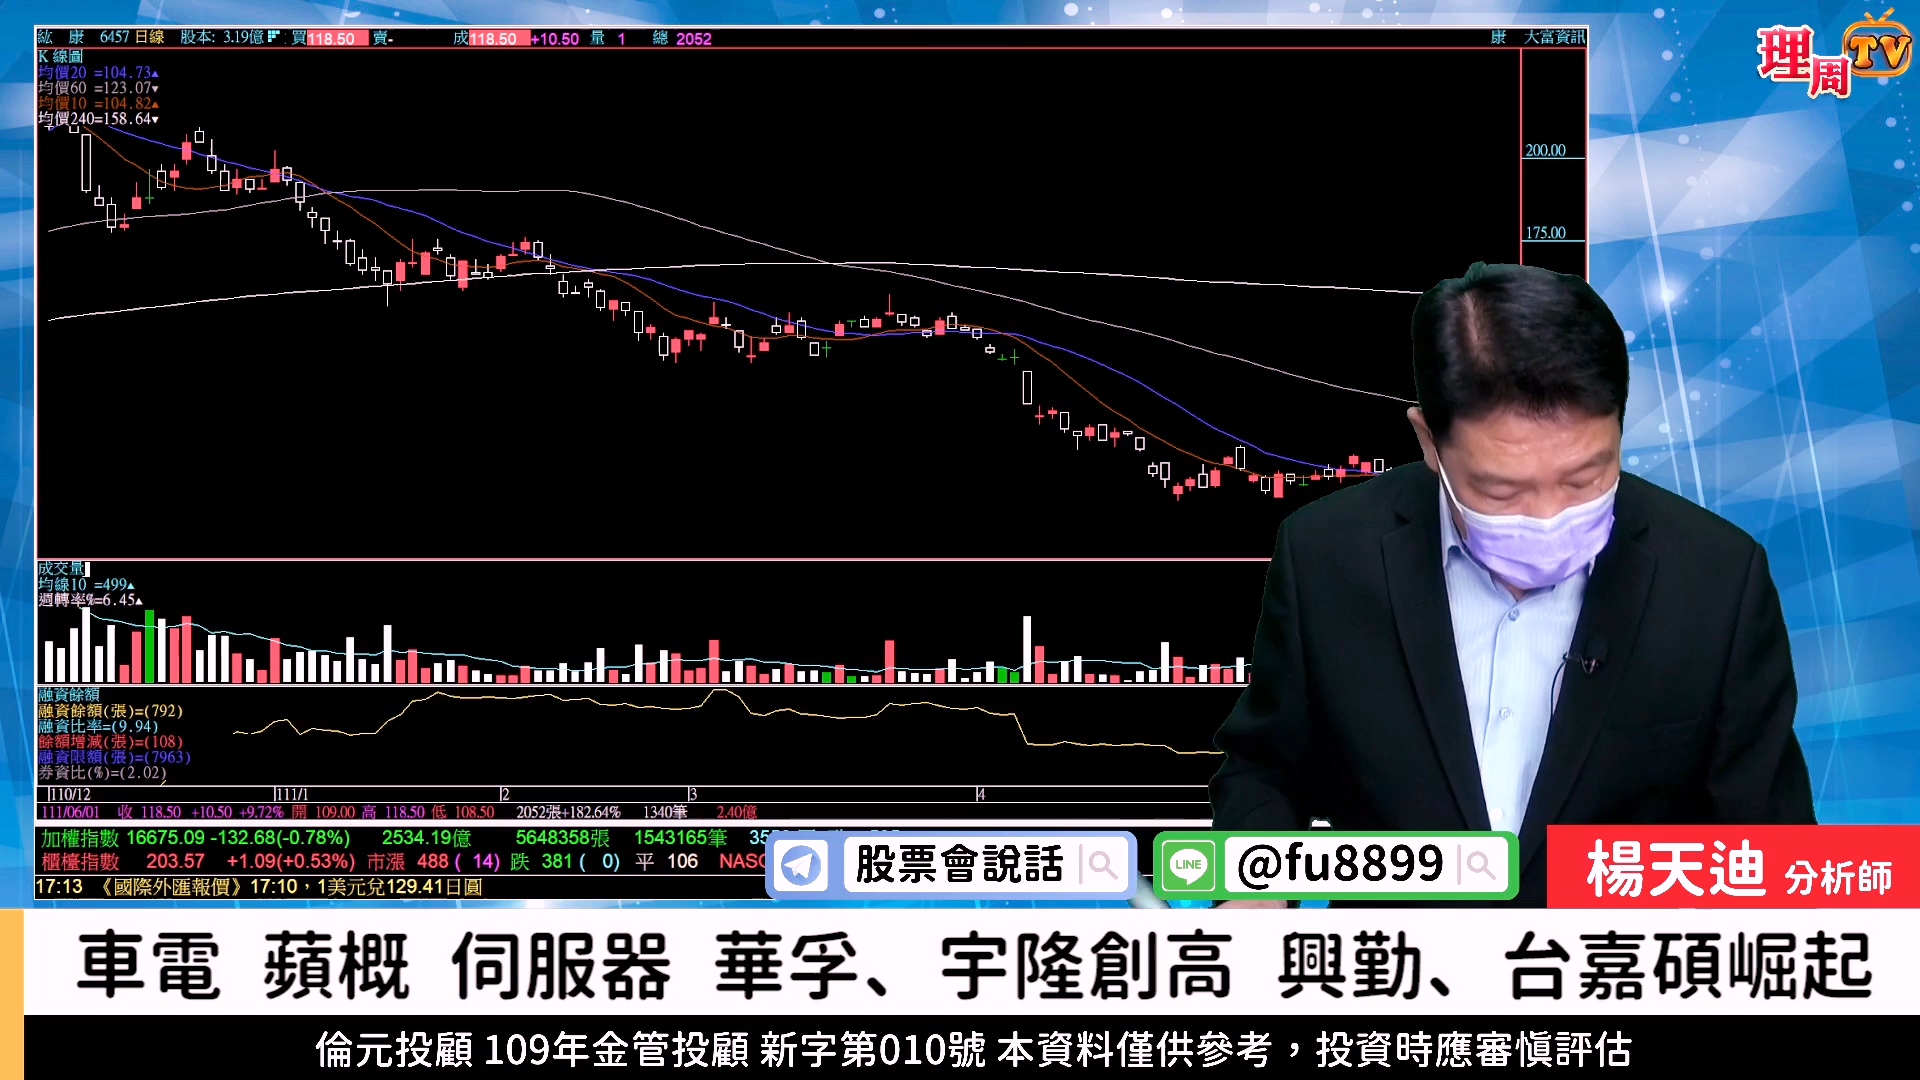 紘 康 6457 日線 股本: 3.19億 買118.50 賣- 成118.50 +10.50 量 1 總 2052 康 大富資訊
理周TV
K 線圖
均價20 =104.73▲
均價60 =123.07▼
均價10 =104.82▲
均價240=158.64▼
200.00
175.00
成交量
均線10 =499▲
週轉率%=6.45▲
融資餘額
融資餘額(張)=(792)
融資比率=(9.94)
餘額增減(張)=(108)
融資限額(張)=(7963)
券資比(%)=(2.02)
110/12 111/1 2 3 4
111/06/01 收 118.50 +10.50 +9.72% 開 109.00 高 118.50 低 108.50 2052張+182.64% 1340筆 2.40億
加權指數 16675.09 -132.68(-0.78%) 2534.19億 5648358張 1543165筆
櫃檯指數 203.57 +1.09(+0.53%) 市漲 488 ( 14) 跌 381 ( 0) 平 106
17:13 《國際外匯報價》17:10，1美元兌129.41日圓
股票會說話
LINE @fu8899
楊天迪 分析師
車電 蘋概 伺服器 華孚、宇隆創高 興勤、台嘉碩崛起
倫元投顧 109年金管投顧 新字第010號 本資料僅供參考，投資時應審慎評估